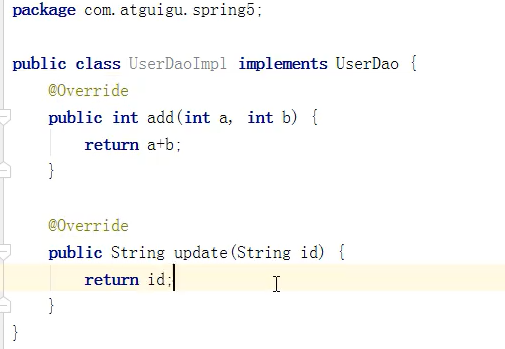 package com.atguigu.spring5;
public class UserDaoImpl implements UserDao {
@Override
public int add(int a, int b) {
return a+b;
}
@Override
public String update(String id) {
return id;
}
}